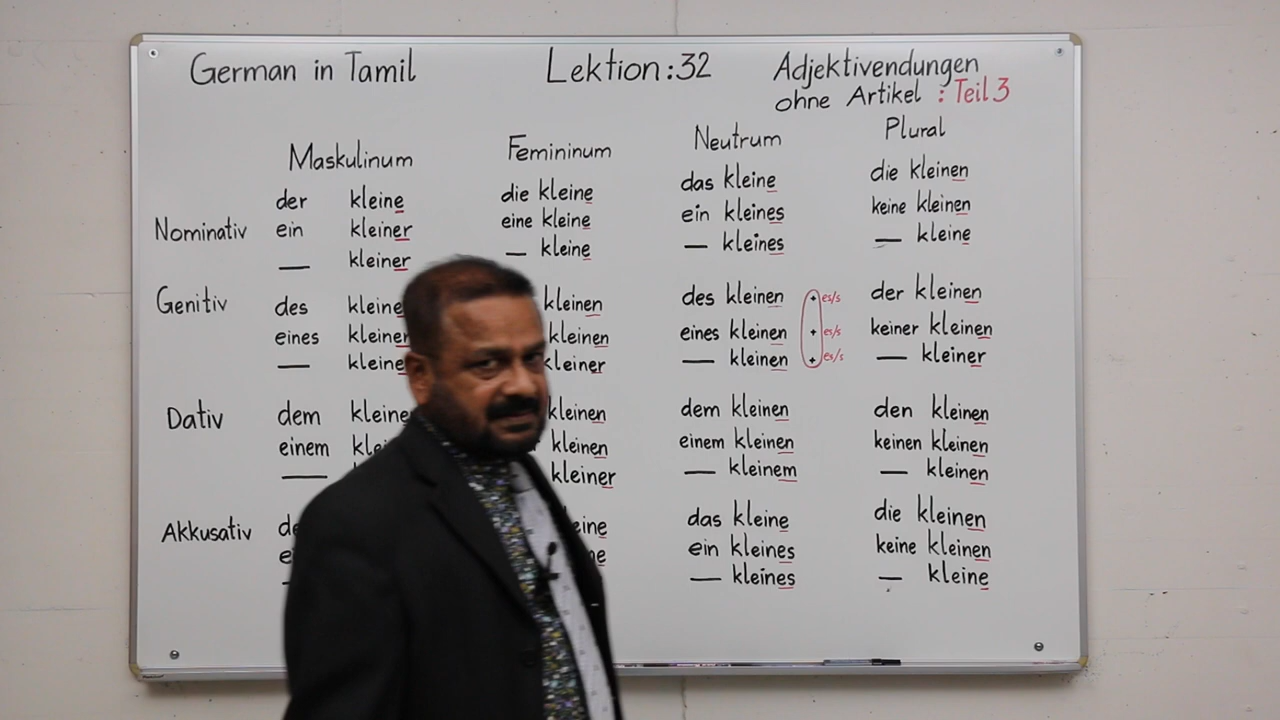 German in Tamil Lektion:32 Adjektivendungen
ohne Artikel : Teil 3
Maskulinum Femininum Neutrum Plural
der kleine die kleine das kleine die kleinen
Nominativ ein kleiner eine kleine ein kleines keine kleinen
— kleiner — kleine — kleines — kleine
Genitiv des kleine kleinen des kleinen + es/s der kleinen
eines kleinen kleinen eines kleinen + es/s keiner kleinen
— kleine kleiner — kleinen + es/s — kleiner
Dativ dem kleine kleinen dem kleinen den kleinen
einem kleinen einem kleinen keinen kleinen
— kleiner — kleinem — kleinen
Akkusativ das kleine die kleinen
ein kleines keine kleinen
— kleines — kleine